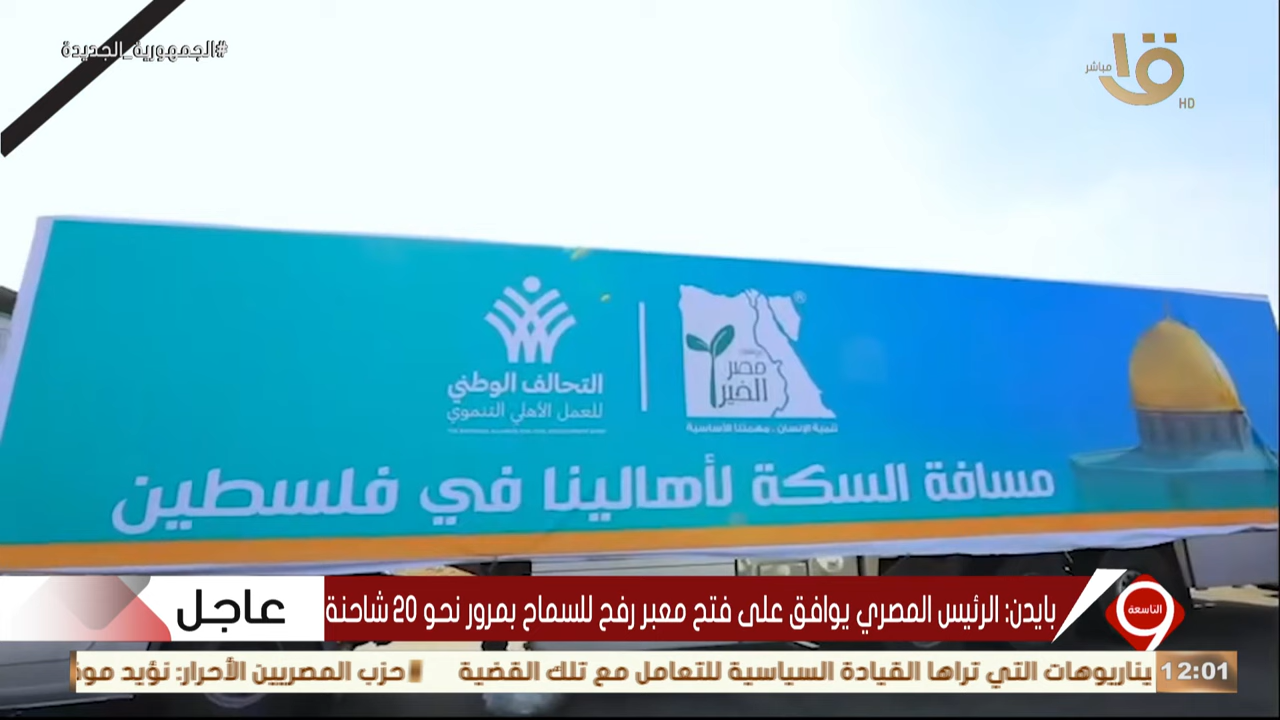 #الجمهورية_الجديدة
مباشر
HD
التحالف الوطني
للعمل الأهلي التنموي
مصر
الخير
تنمية الإنسان - مهمتنا الأساسية
مسافة السكة لأهالينا في فلسطين
عاجل
بايدن: الرئيس المصري يوافق على فتح معبر رفح للسماح بمرور نحو 20 شاحنة
التاسعة
12:01
يناريوهات التي تراها القيادة السياسية للتعامل مع تلك القضية
حزب المصريين الأحرار: نؤيد موق